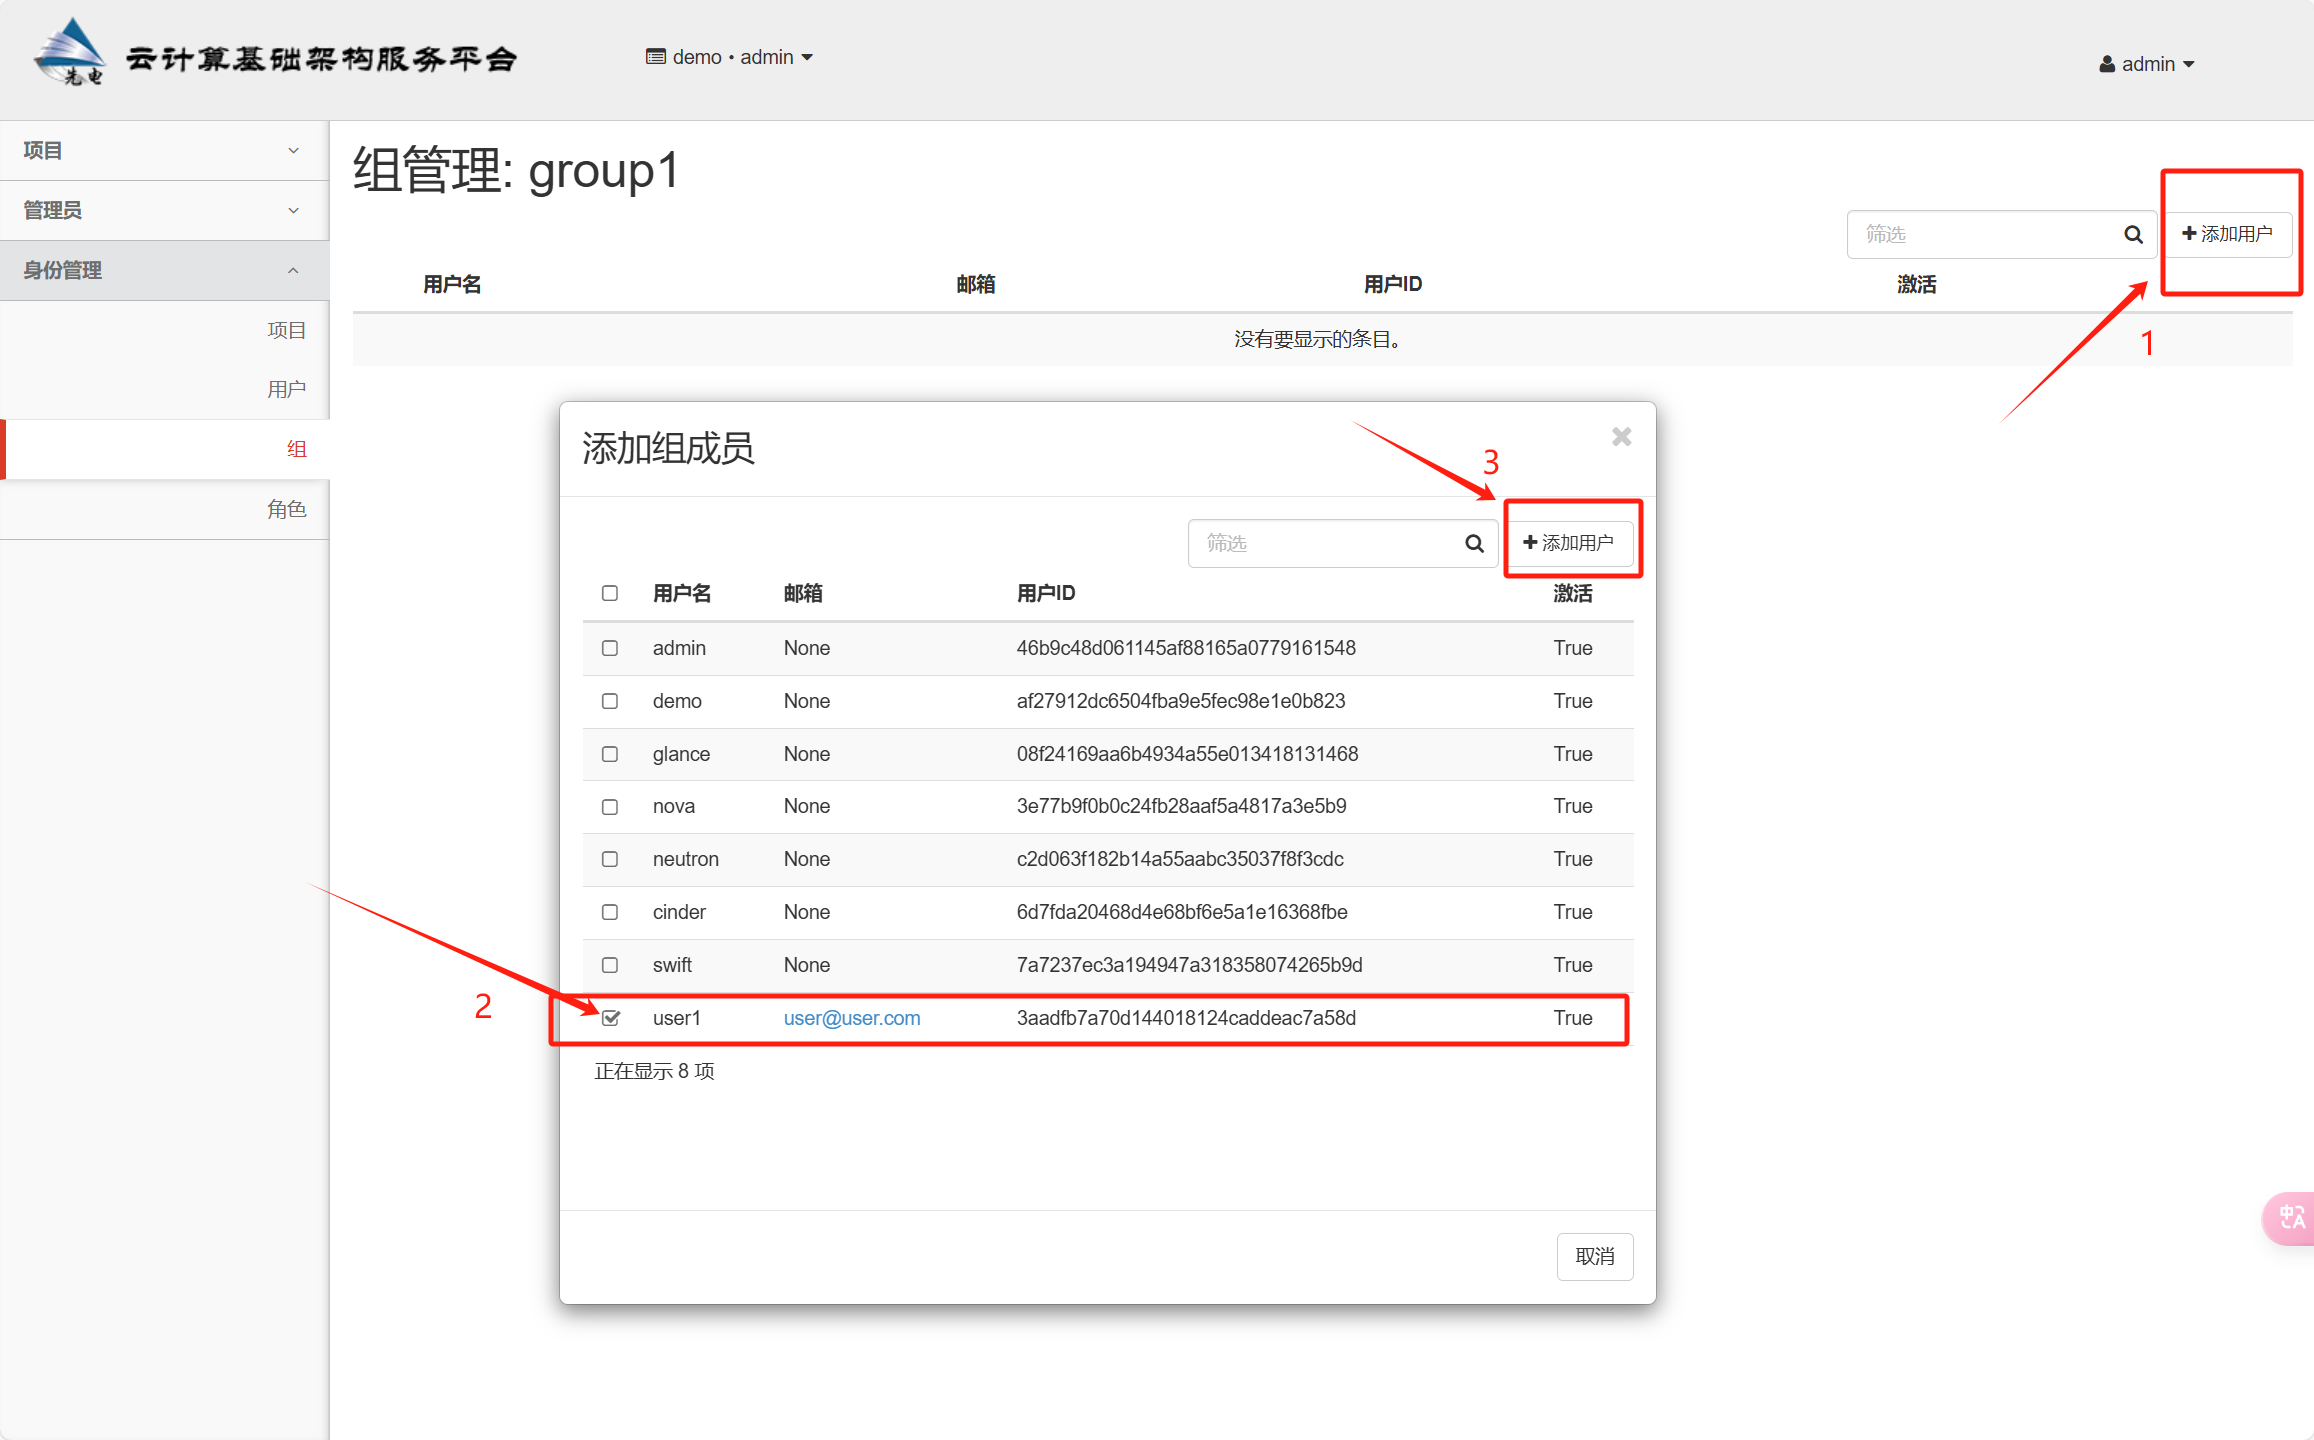 先电
云计算基础架构服务平台
demo • admin
admin
项目
管理员
身份管理
项目
用户
组
角色
组管理: group1
筛选
添加用户
用户名 邮箱 用户ID 激活
没有要显示的条目。
1
添加组成员
3
筛选
添加用户
用户名 邮箱 用户ID 激活
admin None 46b9c48d061145af88165a0779161548 True
demo None af27912dc6504fba9e5fec98e1e0b823 True
glance None 08f24169aa6b4934a55e013418131468 True
nova None 3e77b9f0b0c24fb28aaf5a4817a3e5b9 True
neutron None c2d063f182b14a55aabc35037f8f3cdc True
cinder None 6d7fda20468d4e68bf6e5a1e16368fbe True
swift None 7a7237ec3a194947a318358074265b9d True
2
user1 user@user.com 3aadfb7a70d144018124caddeac7a58d True
正在显示 8 项
取消
中A